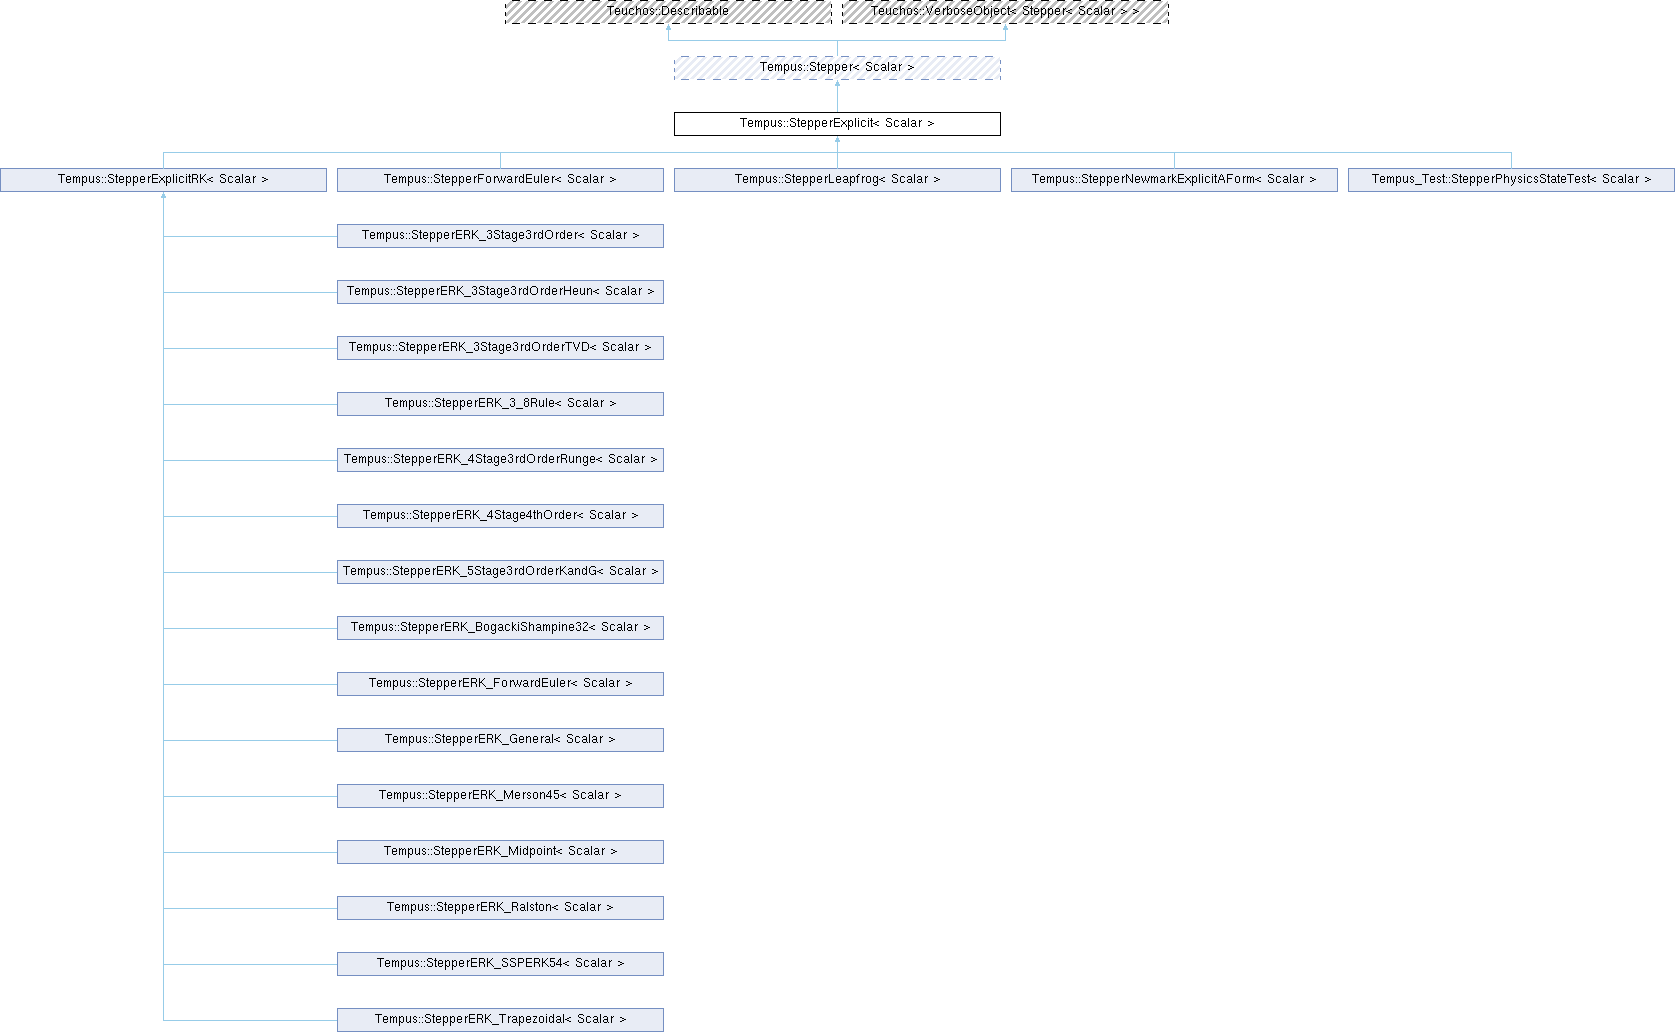 Teuchos::Describable
Teuchos::VerboseObject< Stepper< Scalar > >
Tempus::Stepper< Scalar >
Tempus::StepperExplicit< Scalar >
Tempus::StepperExplicitRK< Scalar >
Tempus::StepperForwardEuler< Scalar >
Tempus::StepperLeapfrog< Scalar >
Tempus::StepperNewmarkExplicitAForm< Scalar >
Tempus_Test::StepperPhysicsStateTest< Scalar >
Tempus::StepperERK_3Stage3rdOrder< Scalar >
Tempus::StepperERK_3Stage3rdOrderHeun< Scalar >
Tempus::StepperERK_3Stage3rdOrderTVD< Scalar >
Tempus::StepperERK_3_8Rule< Scalar >
Tempus::StepperERK_4Stage3rdOrderRunge< Scalar >
Tempus::StepperERK_4Stage4thOrder< Scalar >
Tempus::StepperERK_5Stage3rdOrderKandG< Scalar >
Tempus::StepperERK_BogackiShampine32< Scalar >
Tempus::StepperERK_ForwardEuler< Scalar >
Tempus::StepperERK_General< Scalar >
Tempus::StepperERK_Merson45< Scalar >
Tempus::StepperERK_Midpoint< Scalar >
Tempus::StepperERK_Ralston< Scalar >
Tempus::StepperERK_SSPERK54< Scalar >
Tempus::StepperERK_Trapezoidal< Scalar >